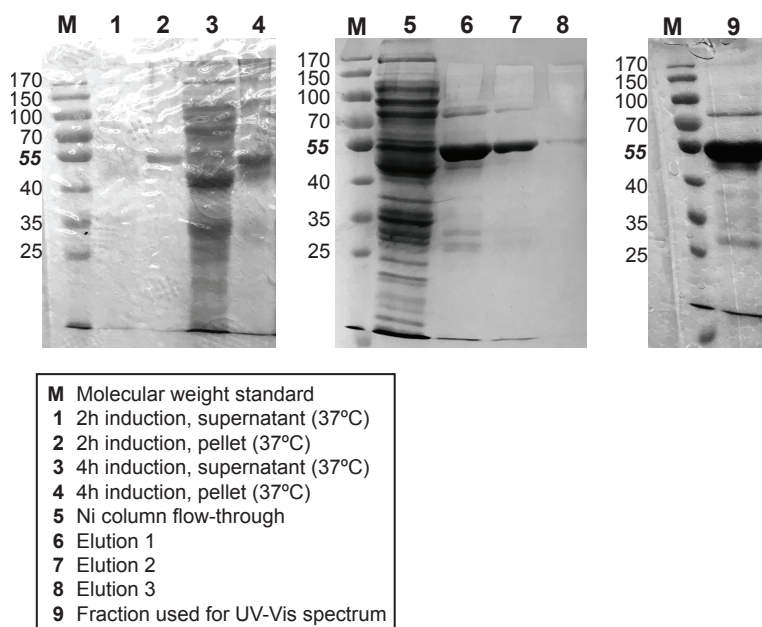 M 1 2 3 4
170
150
100
70
55
40
35
25
M 5 6 7 8
170
150
100
70
55
40
35
25
M 9
170
150
100
70
55
40
35
25
M Molecular weight standard
1 2h induction, supernatant (37ºC)
2 2h induction, pellet (37ºC)
3 4h induction, supernatant (37ºC)
4 4h induction, pellet (37ºC)
5 Ni column flow-through
6 Elution 1
7 Elution 2
8 Elution 3
9 Fraction used for UV-Vis spectrum